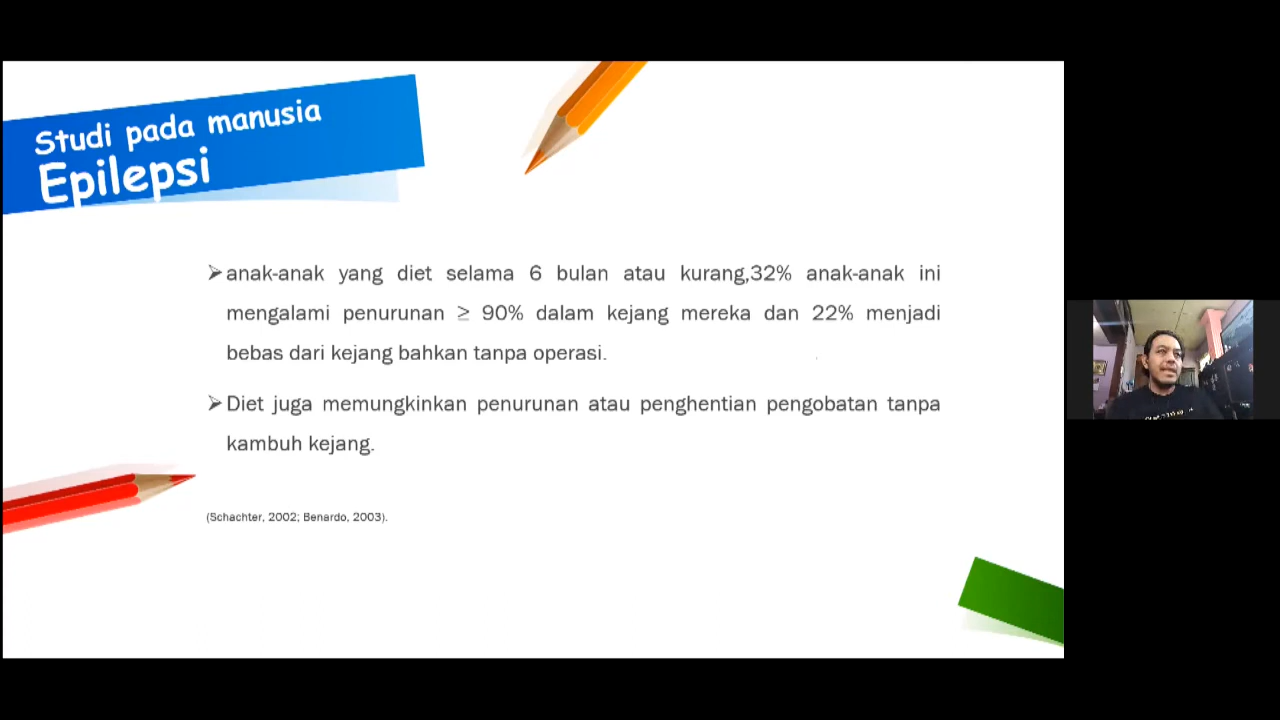 Studi pada manusia
Epilepsi
➢anak-anak yang diet selama 6 bulan atau kurang,32% anak-anak ini
mengalami penurunan ≥ 90% dalam kejang mereka dan 22% menjadi
bebas dari kejang bahkan tanpa operasi.
➢Diet juga memungkinkan penurunan atau penghentian pengobatan tanpa
kambuh kejang.
(Schachter, 2002; Benardo, 2003).